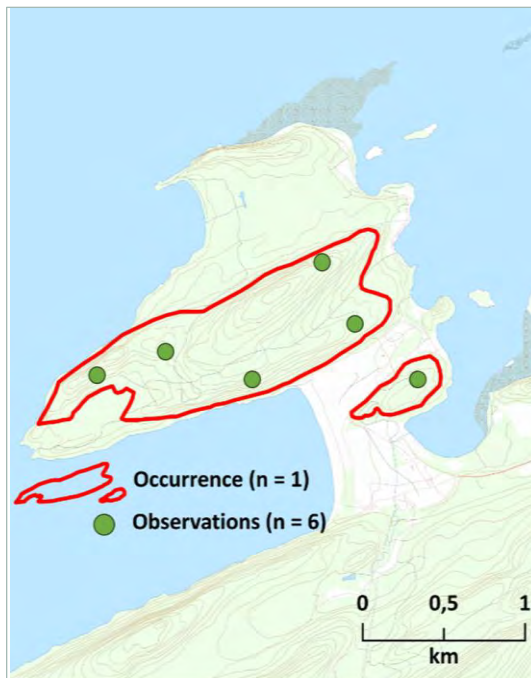 Occurrence (n = 1)
Observations (n = 6)
0 0,5 1
km